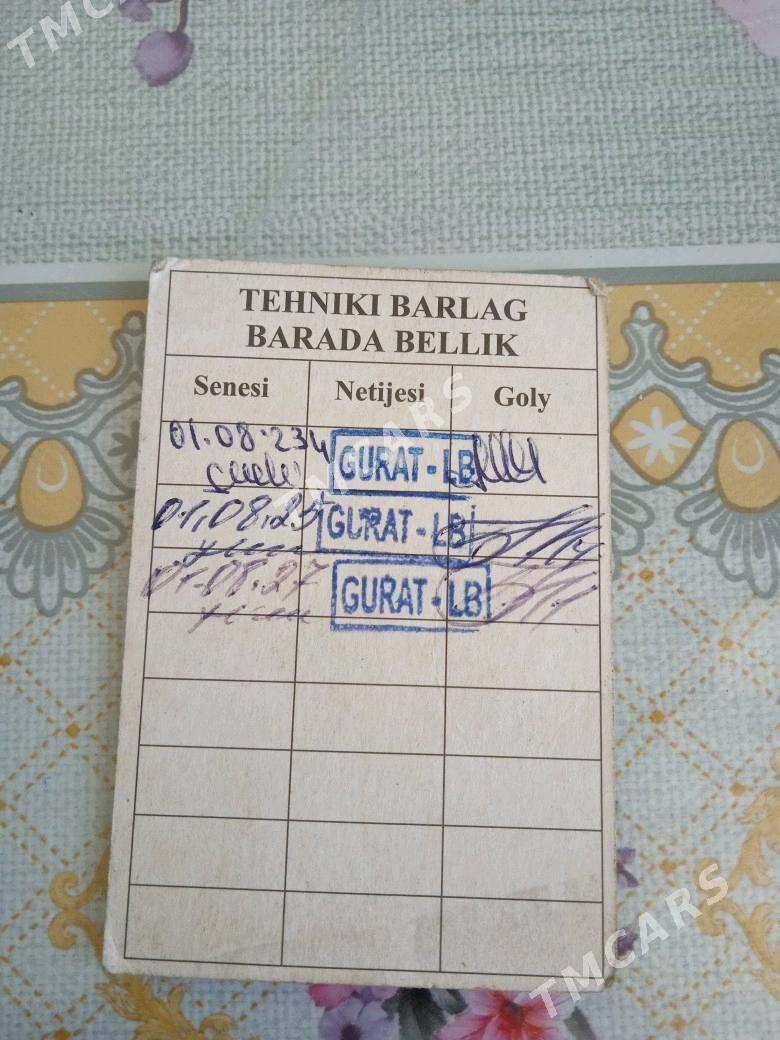 TMCARS
TEHNIKI BARLAG
BARADA BELLIK
Senesi Netijesi Goly
01.08.23ч GURAT-LB
01.08.25 GURAT-LB
01.08.27 GURAT-LB
TMCARS
TMCARS